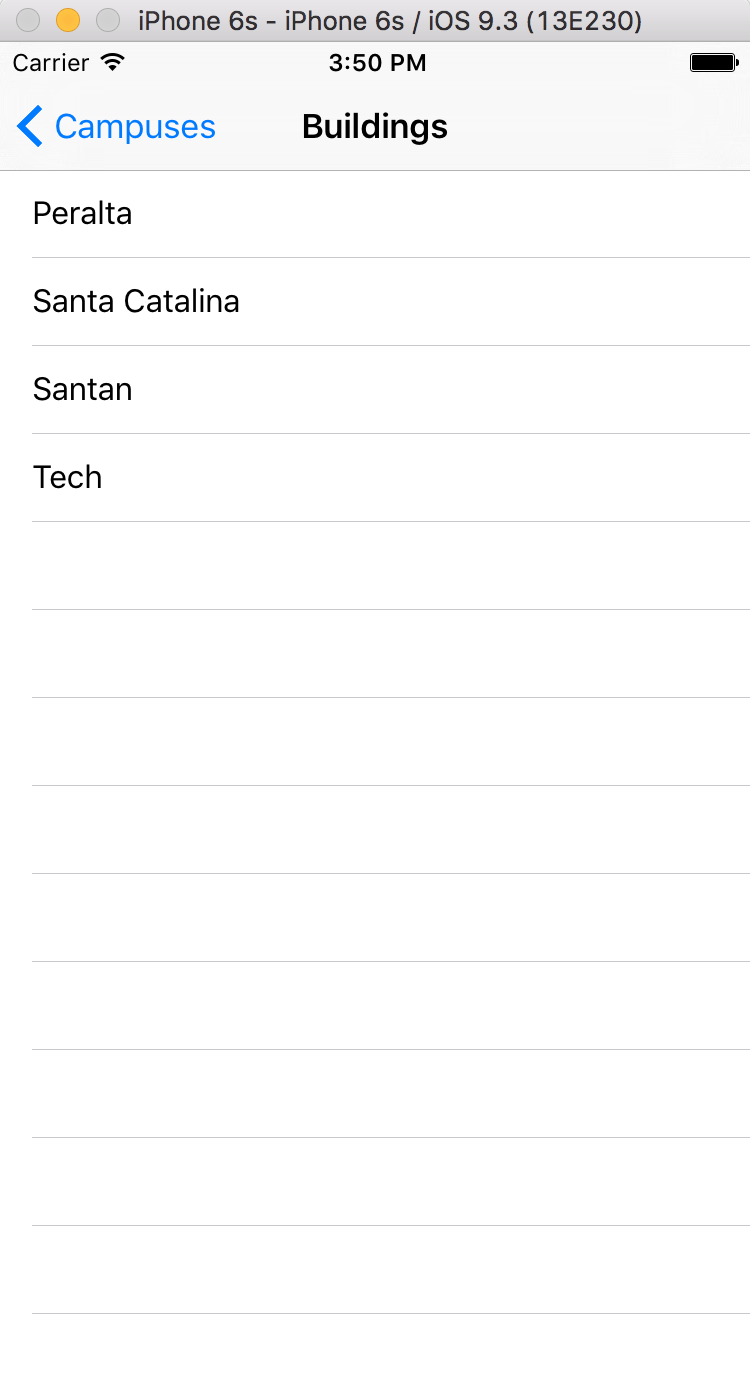 iPhone 6s - iPhone 6s / iOS 9.3 (13E230)
Carrier 3:50 PM
Campuses Buildings
Peralta
Santa Catalina
Santan
Tech